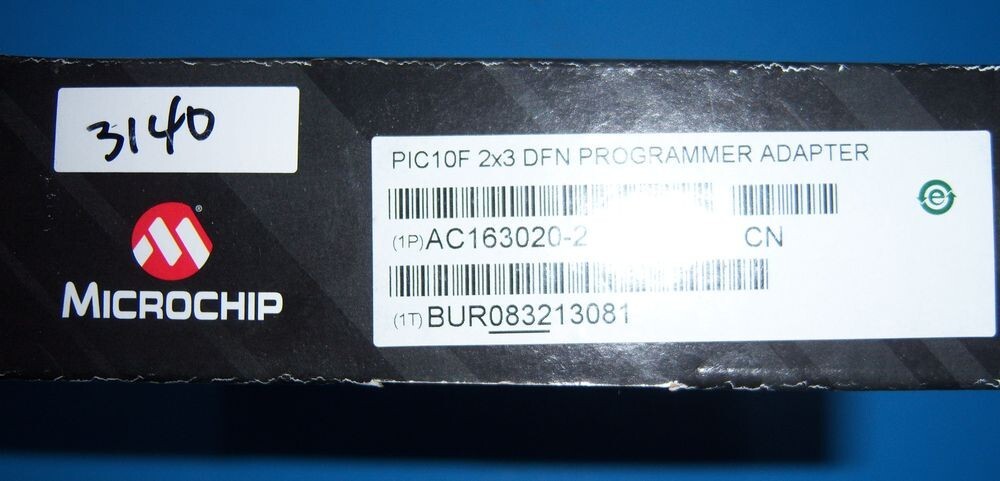 3140
PIC10F 2x3 DFN PROGRAMMER ADAPTER
(1P)AC163020-2 CN
(1T)BUR083213081
MICROCHIP